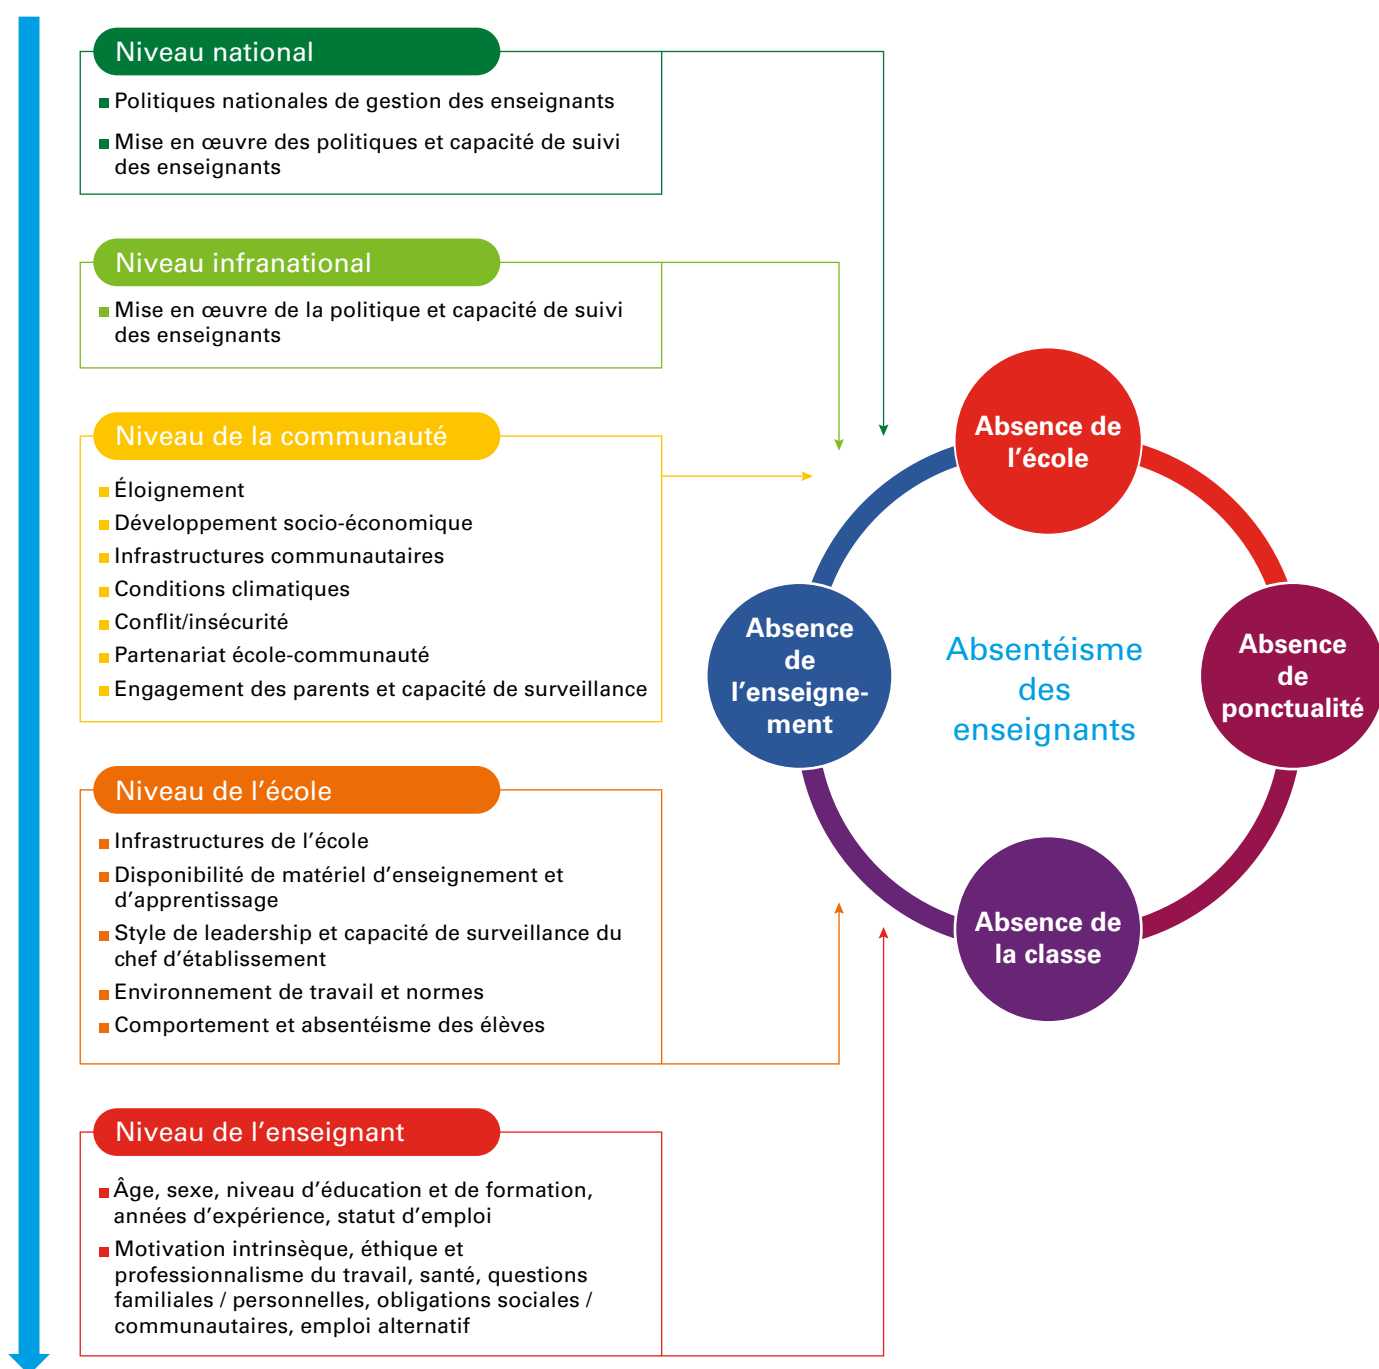 Niveau national
Politiques nationales de gestion des enseignants
Mise en œuvre des politiques et capacité de suivi
des enseignants
Niveau infranational
Mise en œuvre de la politique et capacité de suivi
des enseignants
Niveau de la communauté
Éloignement
Développement socio-économique
Infrastructures communautaires
Conditions climatiques
Conflit/insécurité
Partenariat école-communauté
Engagement des parents et capacité de surveillance
Niveau de l’école
Infrastructures de l’école
Disponibilité de matériel d’enseignement et
d’apprentissage
Style de leadership et capacité de surveillance du
chef d’établissement
Environnement de travail et normes
Comportement et absentéisme des élèves
Niveau de l’enseignant
Âge, sexe, niveau d’éducation et de formation,
années d’expérience, statut d’emploi
Motivation intrinsèque, éthique et
professionnalisme du travail, santé, questions
familiales / personnelles, obligations sociales /
communautaires, emploi alternatif
Absence de
l’école
Absence
de
l’enseigne-
ment
Absentéisme
des
enseignants
Absence
de
ponctualité
Absence de
la classe